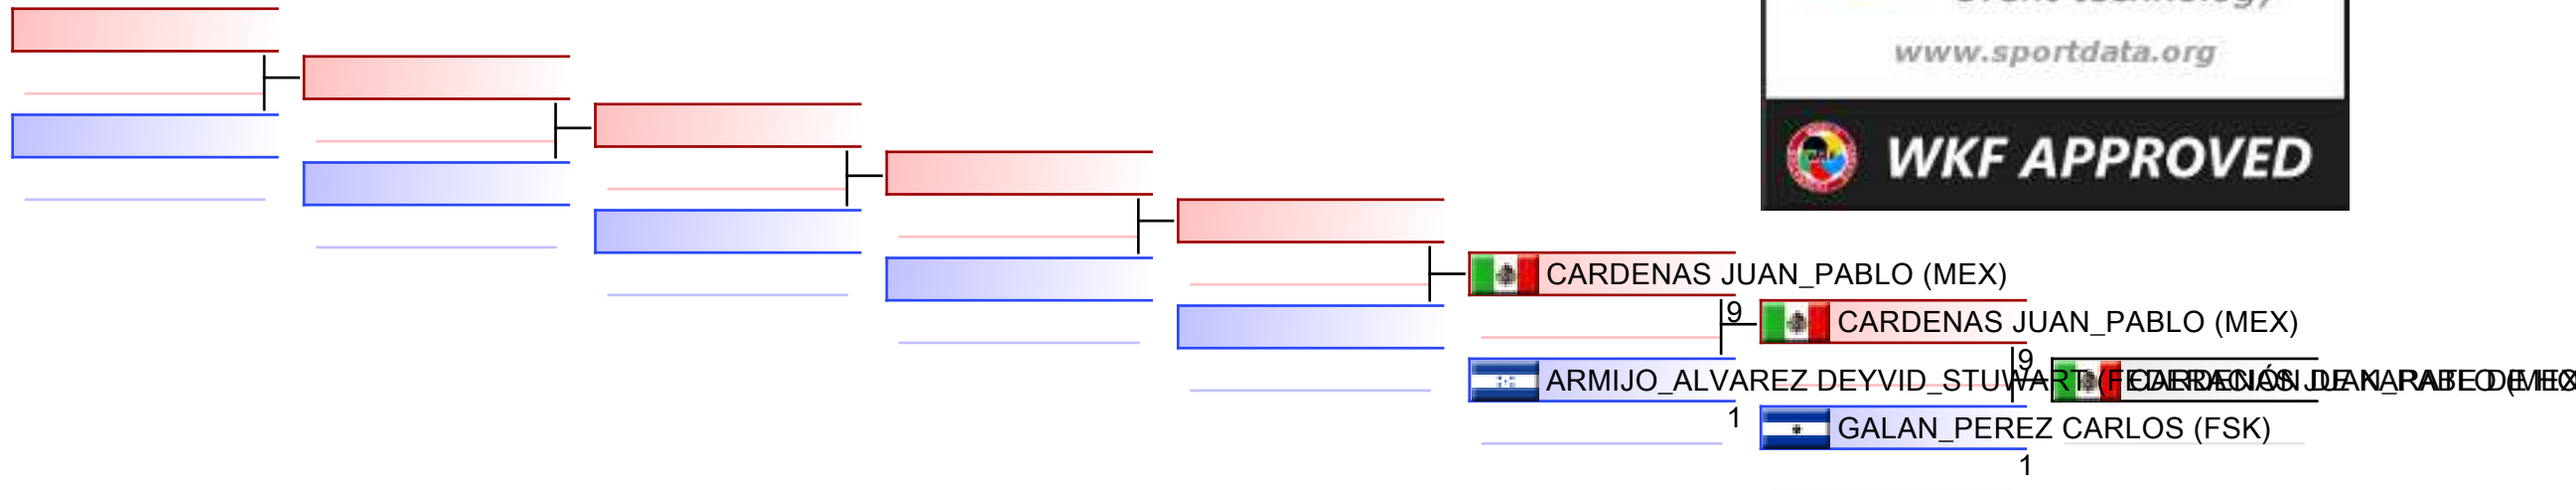 www.sportdata.org
WKF APPROVED
CARDENAS JUAN_PABLO (MEX)
9
CARDENAS JUAN_PABLO (MEX)
9
ARMIJO_ALVAREZ DEYVID_STUWART
1
GALAN_PEREZ CARLOS (FSK)
1